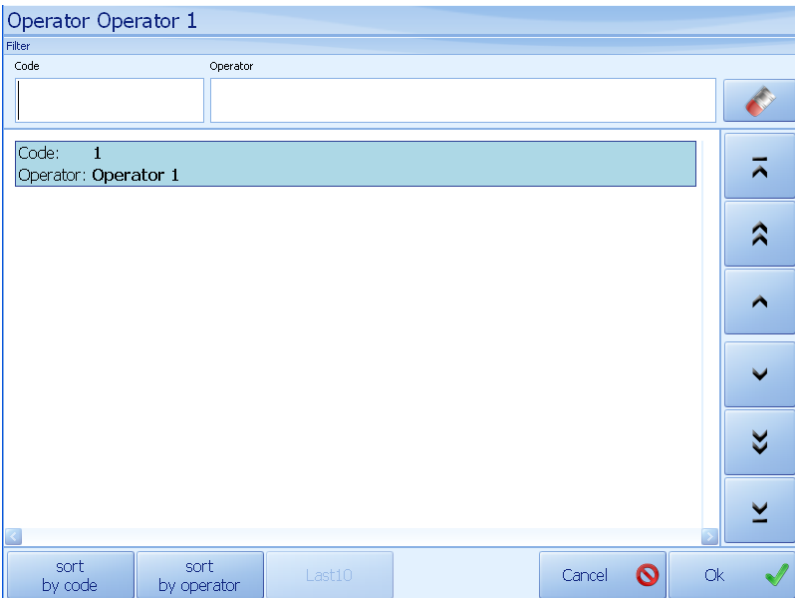 Operator Operator 1
Filter
Code Operator
Code: 1
Operator: Operator 1
sort
by code
sort
by operator
Last10
Cancel
Ok